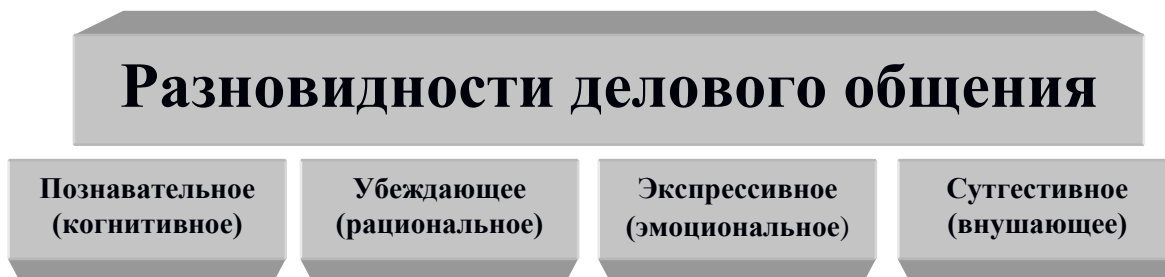 Разновидности делового общения
Познавательное
(когнитивное)
Убеждающее
(рациональное)
Экспрессивное
(эмоциональное)
Сутгестивное
(внушающее)